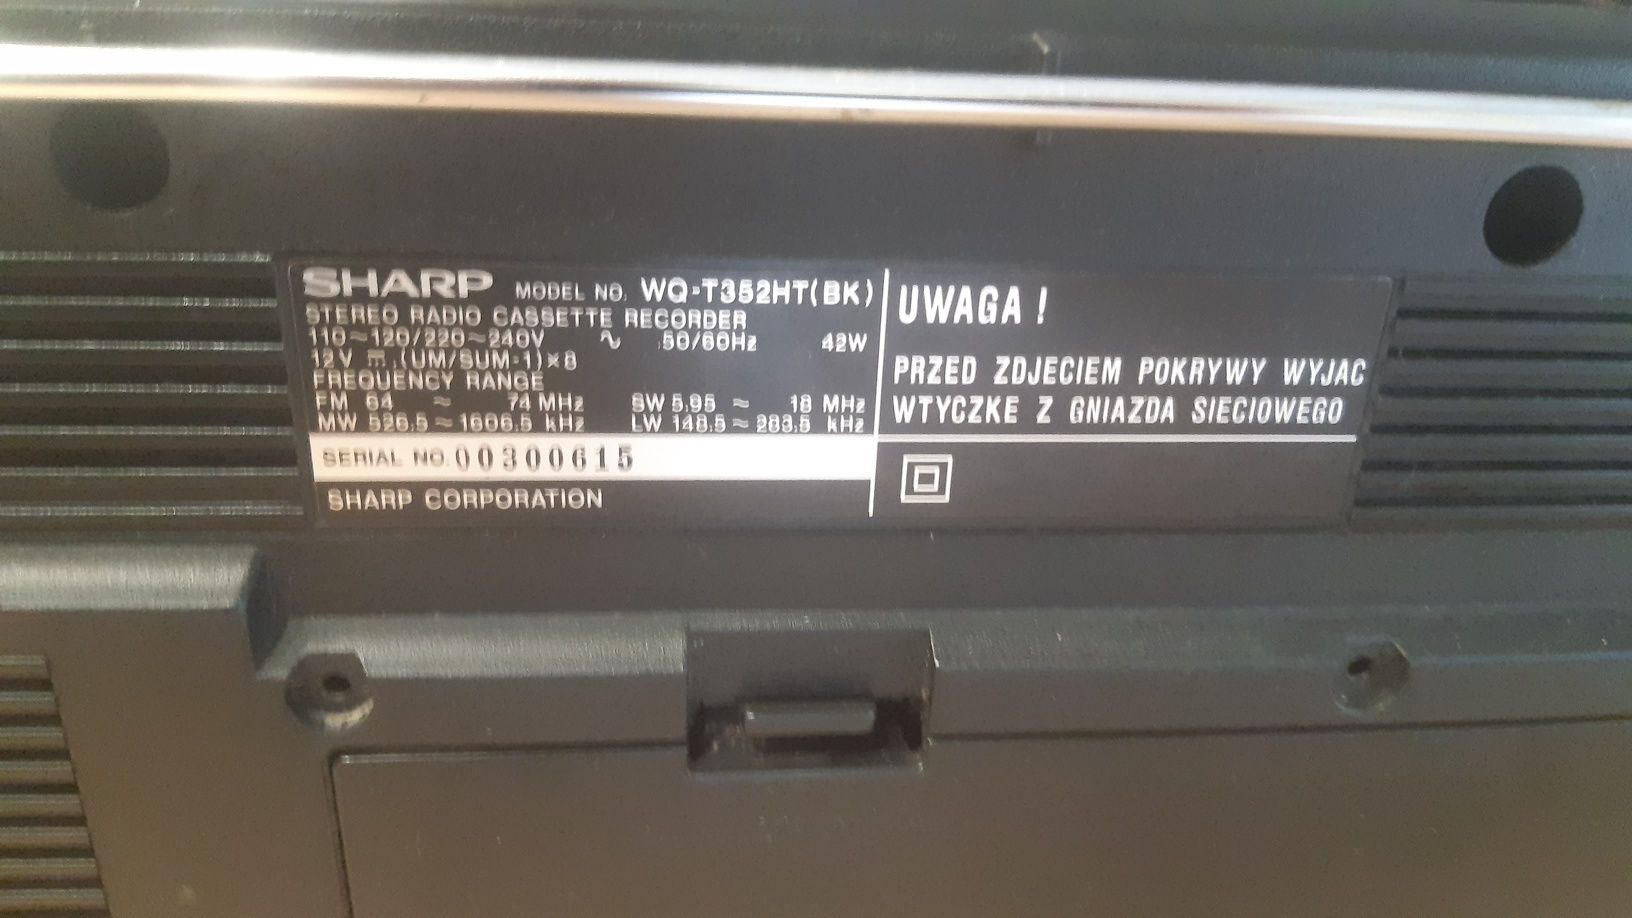 SHARP MODEL NO. WQ-T352HT(BK)
STEREO RADIO CASSETTE RECORDER
110~120/220~240V ∿ 50/60Hz 42W
12V ⎓ (UM/SUM-1)×8
FREQUENCY RANGE
FM 64 ~ 74 MHz SW 5.95 ~ 18 MHz
MW 526.5 ~ 1606.5 kHz LW 148.5 ~ 283.5 kHz
SERIAL NO. 00300615
SHARP CORPORATION
UWAGA !
PRZED ZDJECIEM POKRYWY WYJAC
WTYCZKE Z GNIAZDA SIECIOWEGO